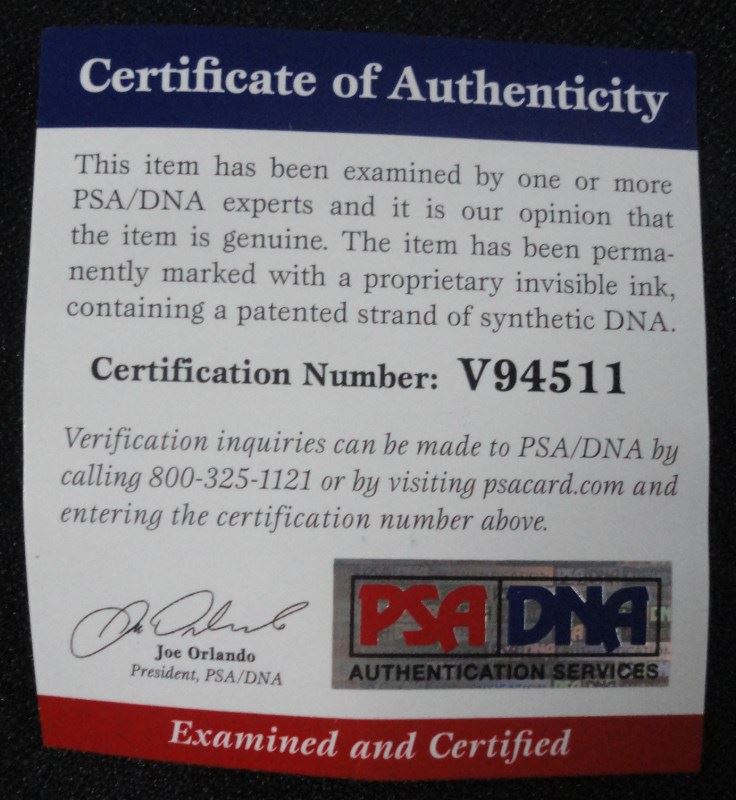 Certificate of Authenticity
This item has been examined by one or more
PSA/DNA experts and it is our opinion that
the item is genuine. The item has been perma-
nently marked with a proprietary invisible ink,
containing a patented strand of synthetic DNA.
Certification Number: V94511
Verification inquiries can be made to PSA/DNA by
calling 800-325-1121 or by visiting psacard.com and
entering the certification number above.
Joe Orlando
President, PSA/DNA
PSA DNA
AUTHENTICATION SERVICES
Examined and Certified